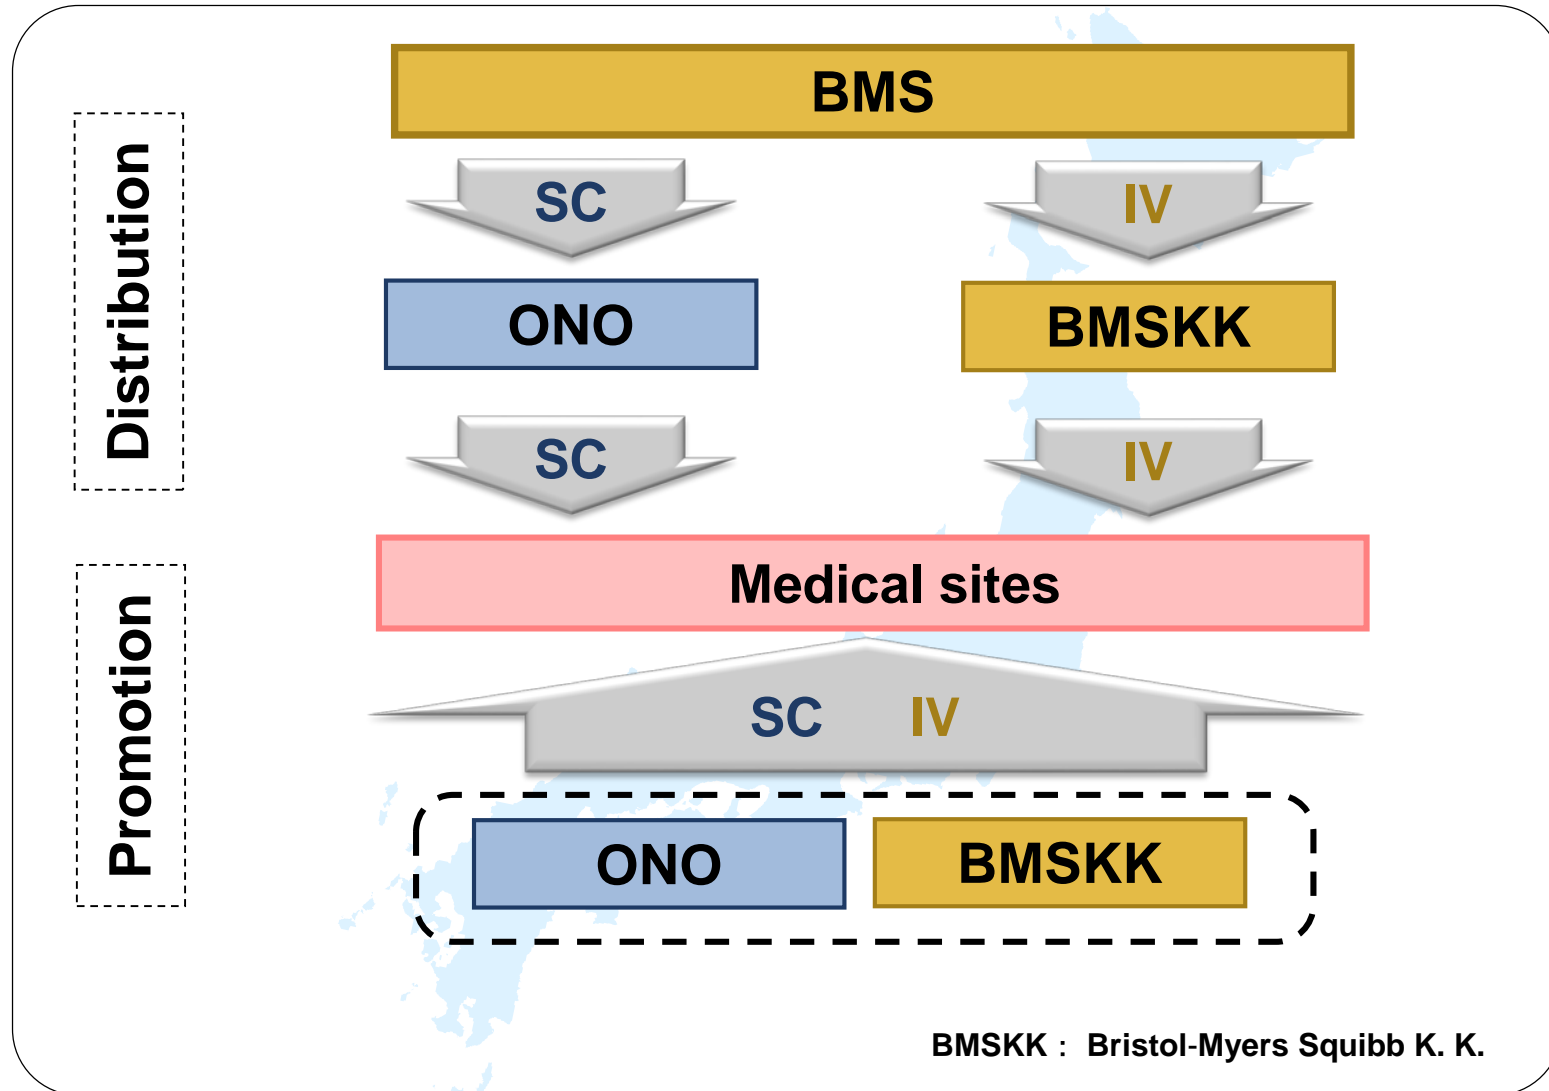 BMS
Distribution
SC
IV
ONO
BMSKK
SC
IV
Medical sites
Promotion
SC IV
ONO
BMSKK
BMSKK : Bristol-Myers Squibb K. K.